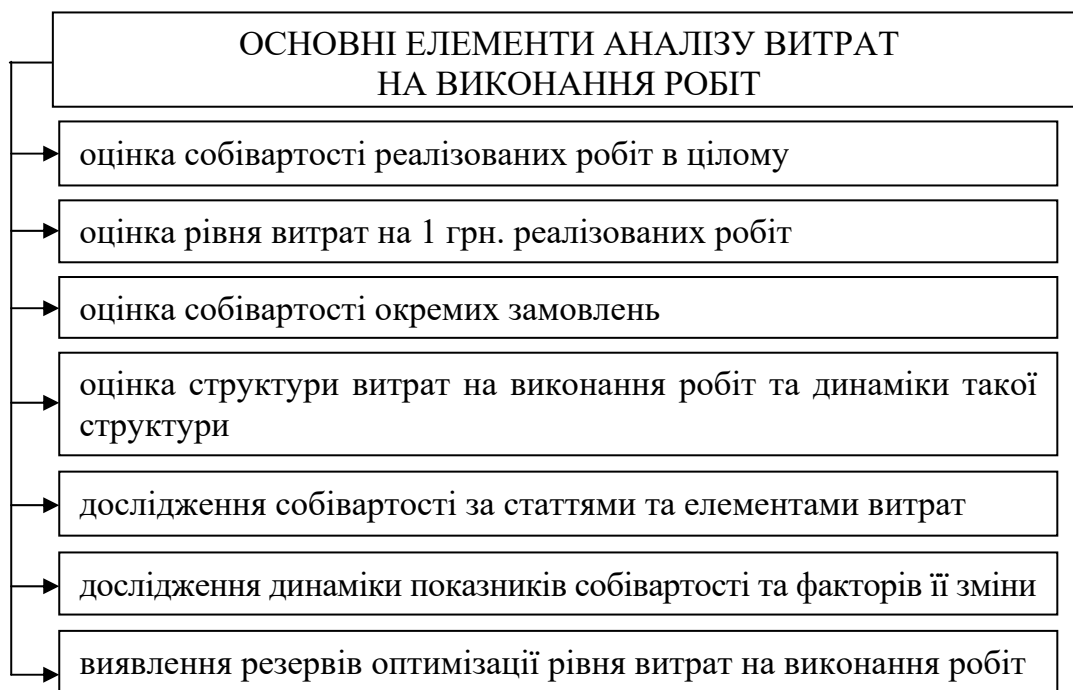 ОСНОВНІ ЕЛЕМЕНТИ АНАЛІЗУ ВИТРАТ
НА ВИКОНАННЯ РОБІТ
оцінка собівартості реалізованих робіт в цілому
оцінка рівня витрат на 1 грн. реалізованих робіт
оцінка собівартості окремих замовлень
оцінка структури витрат на виконання робіт та динаміки такої
структури
дослідження собівартості за статтями та елементами витрат
дослідження динаміки показників собівартості та факторів її зміни
виявлення резервів оптимізації рівня витрат на виконання робіт